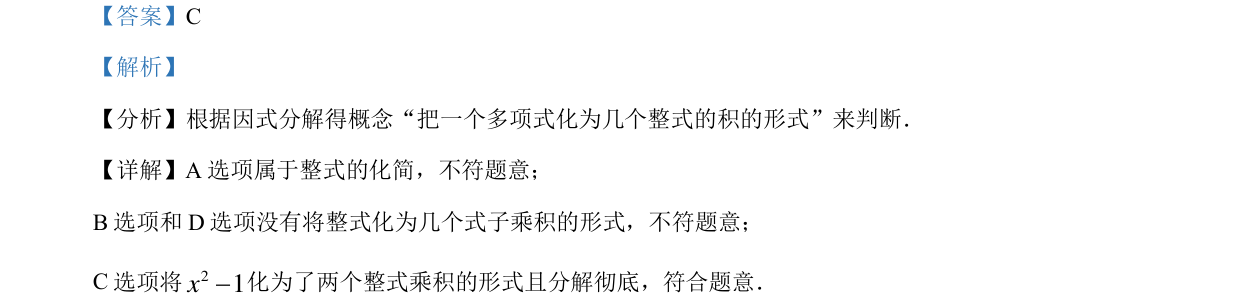 【答案】C
【解析】
【分析】根据因式分解得概念“把一个多项式化为几个整式的积的形式”来判断．
【详解】A 选项属于整式的化简，不符题意；
B 选项和 D 选项没有将整式化为几个式子乘积的形式，不符题意；
C 选项将 x² −1化为了两个整式乘积的形式且分解彻底，符合题意．